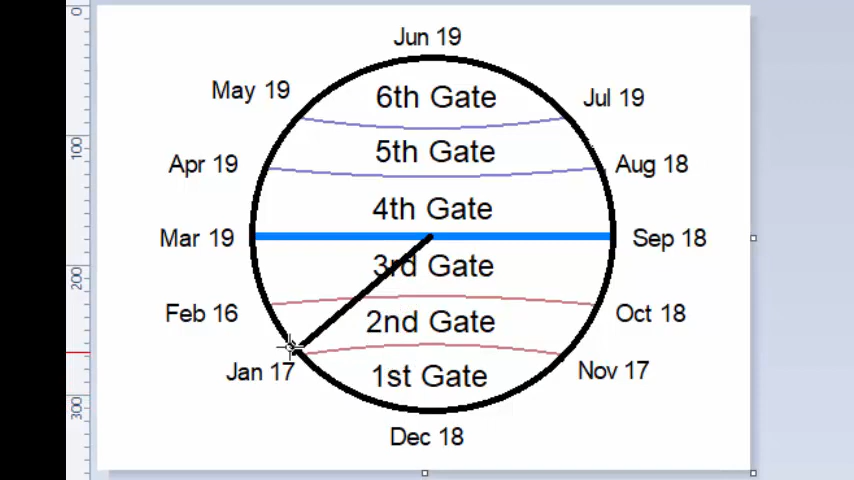 0
Jun 19
May 19
6th Gate
Jul 19
100
5th Gate
Apr 19
Aug 18
4th Gate
Mar 19
Sep 18
3rd Gate
200
Feb 16
2nd Gate
Oct 18
Jan 17
1st Gate
Nov 17
300
Dec 18